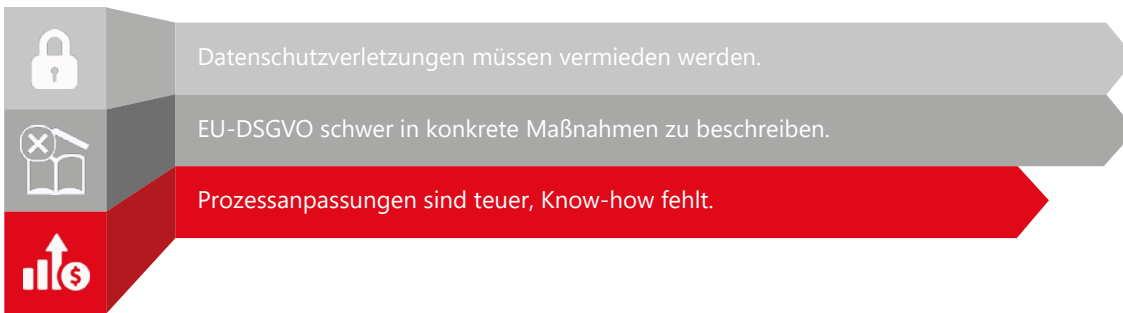 Datenschutzverletzungen müssen vermieden werden.
EU-DSGVO schwer in konkrete Maßnahmen zu beschreiben.
Prozessanpassungen sind teuer, Know-how fehlt.
$